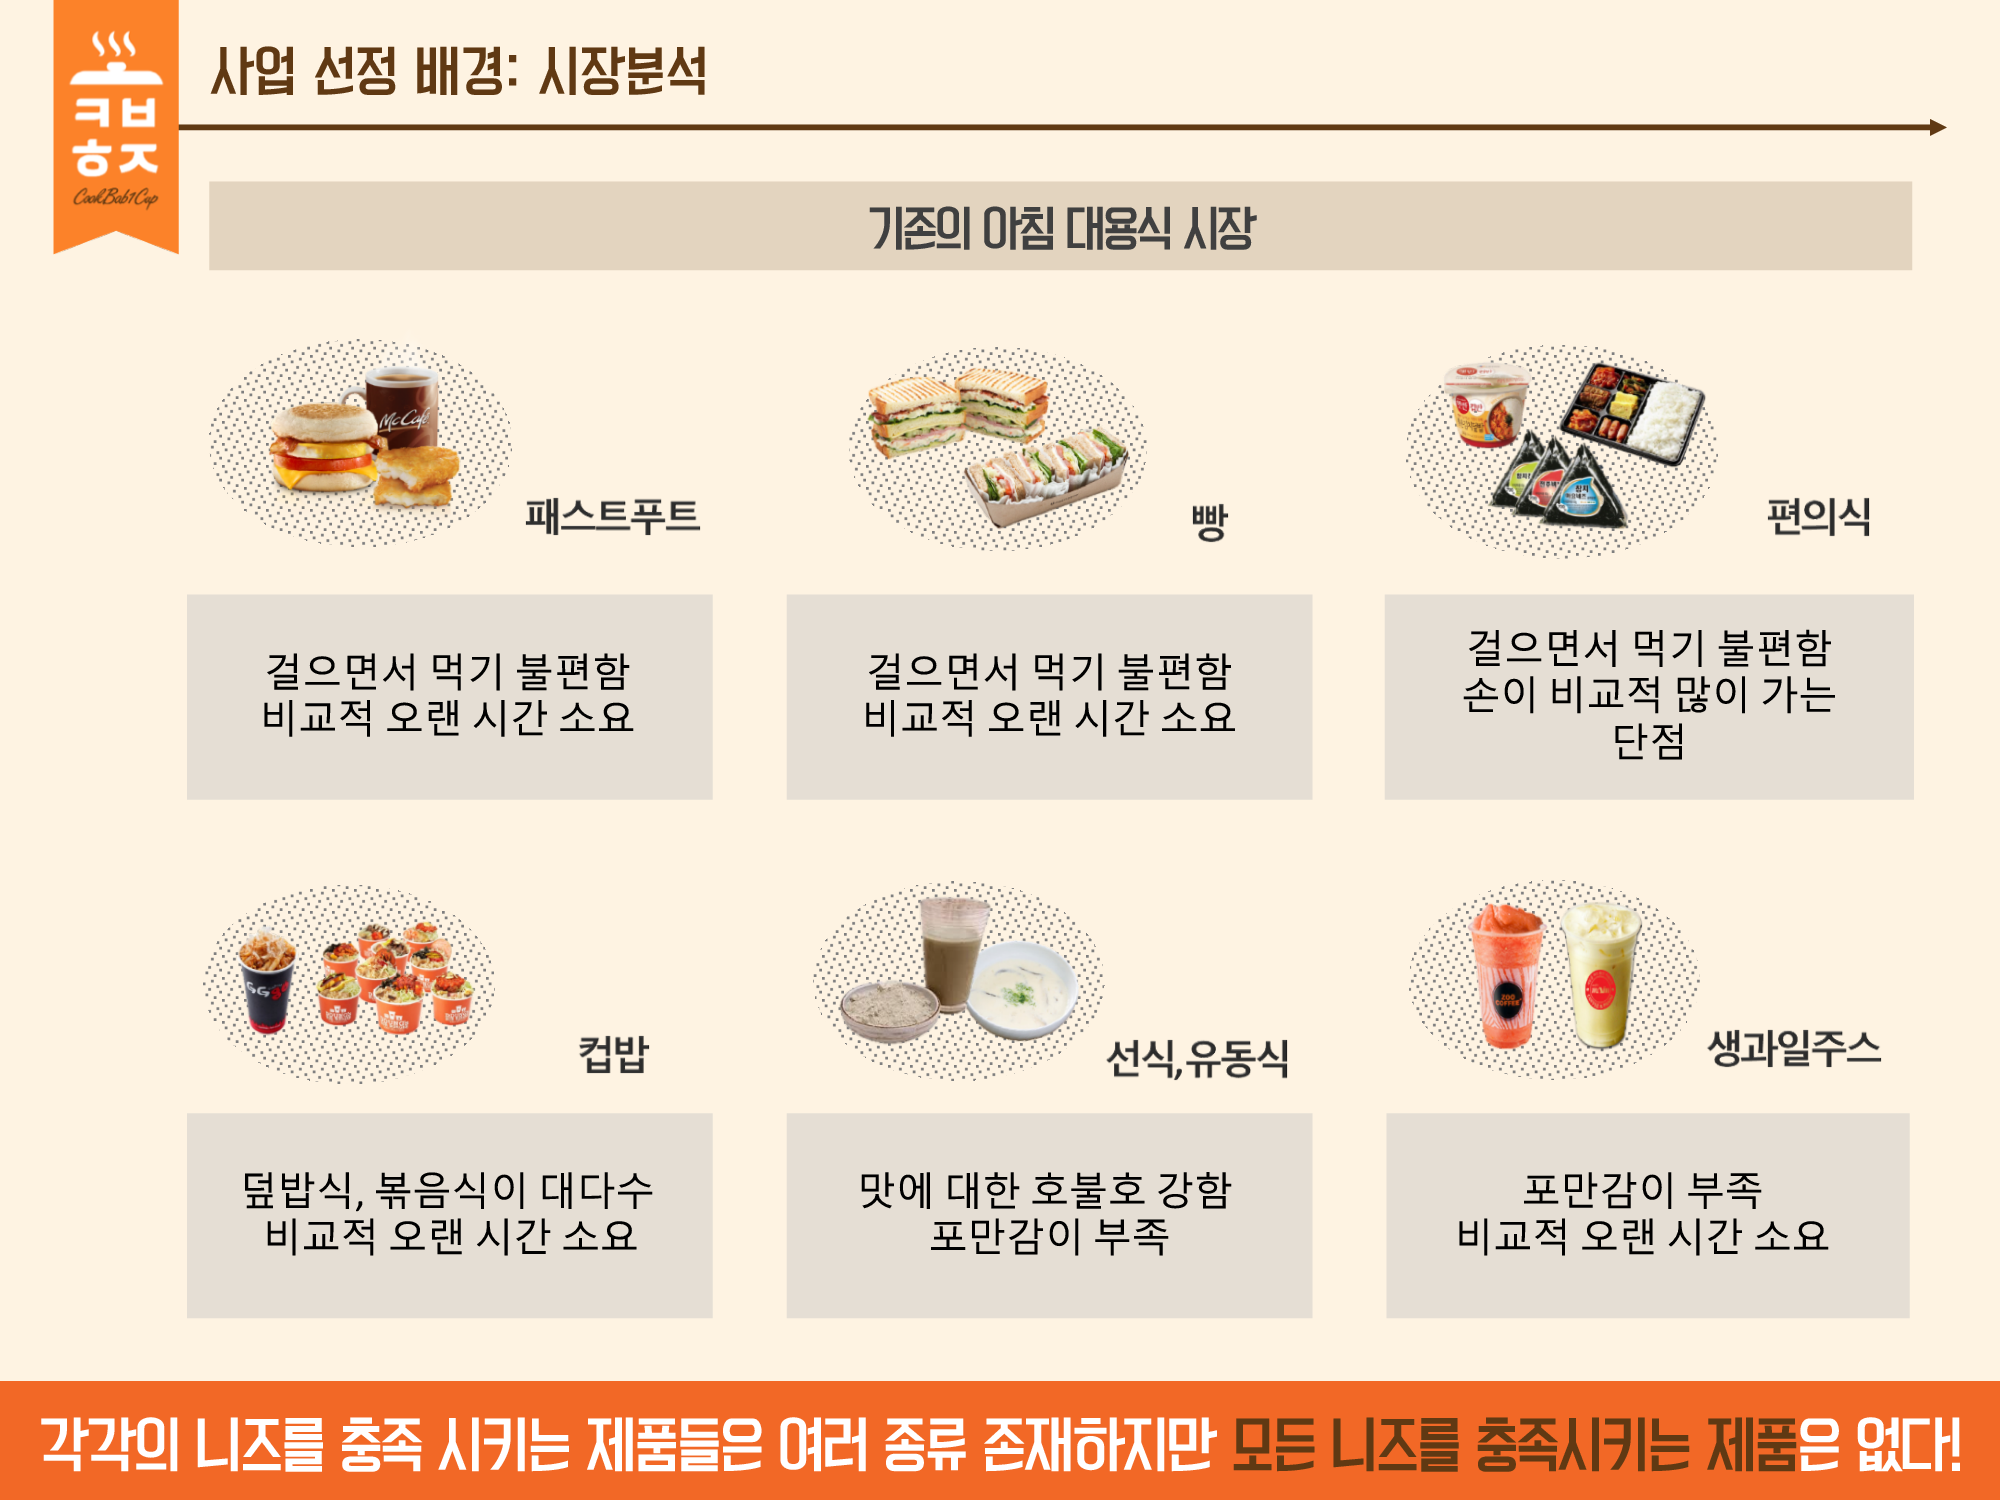 사업 선정 배경: 시장분석
ㅋㅂ
ㅎㅈ
CookBab1Cup
기존의 아침 대용식 시장
McCafé
패스트푸트
빵
편의식
걸으면서 먹기 불편함
비교적 오랜 시간 소요
걸으면서 먹기 불편함
비교적 오랜 시간 소요
걸으면서 먹기 불편함
손이 비교적 많이 가는
단점
ZOO
COFFEE
컵밥
선식,유동식
생과일주스
덮밥식, 볶음식이 대다수
비교적 오랜 시간 소요
맛에 대한 호불호 강함
포만감이 부족
포만감이 부족
비교적 오랜 시간 소요
각각의 니즈를 충족 시키는 제품들은 여러 종류 존재하지만 모든 니즈를 충족시키는 제품은 없다!